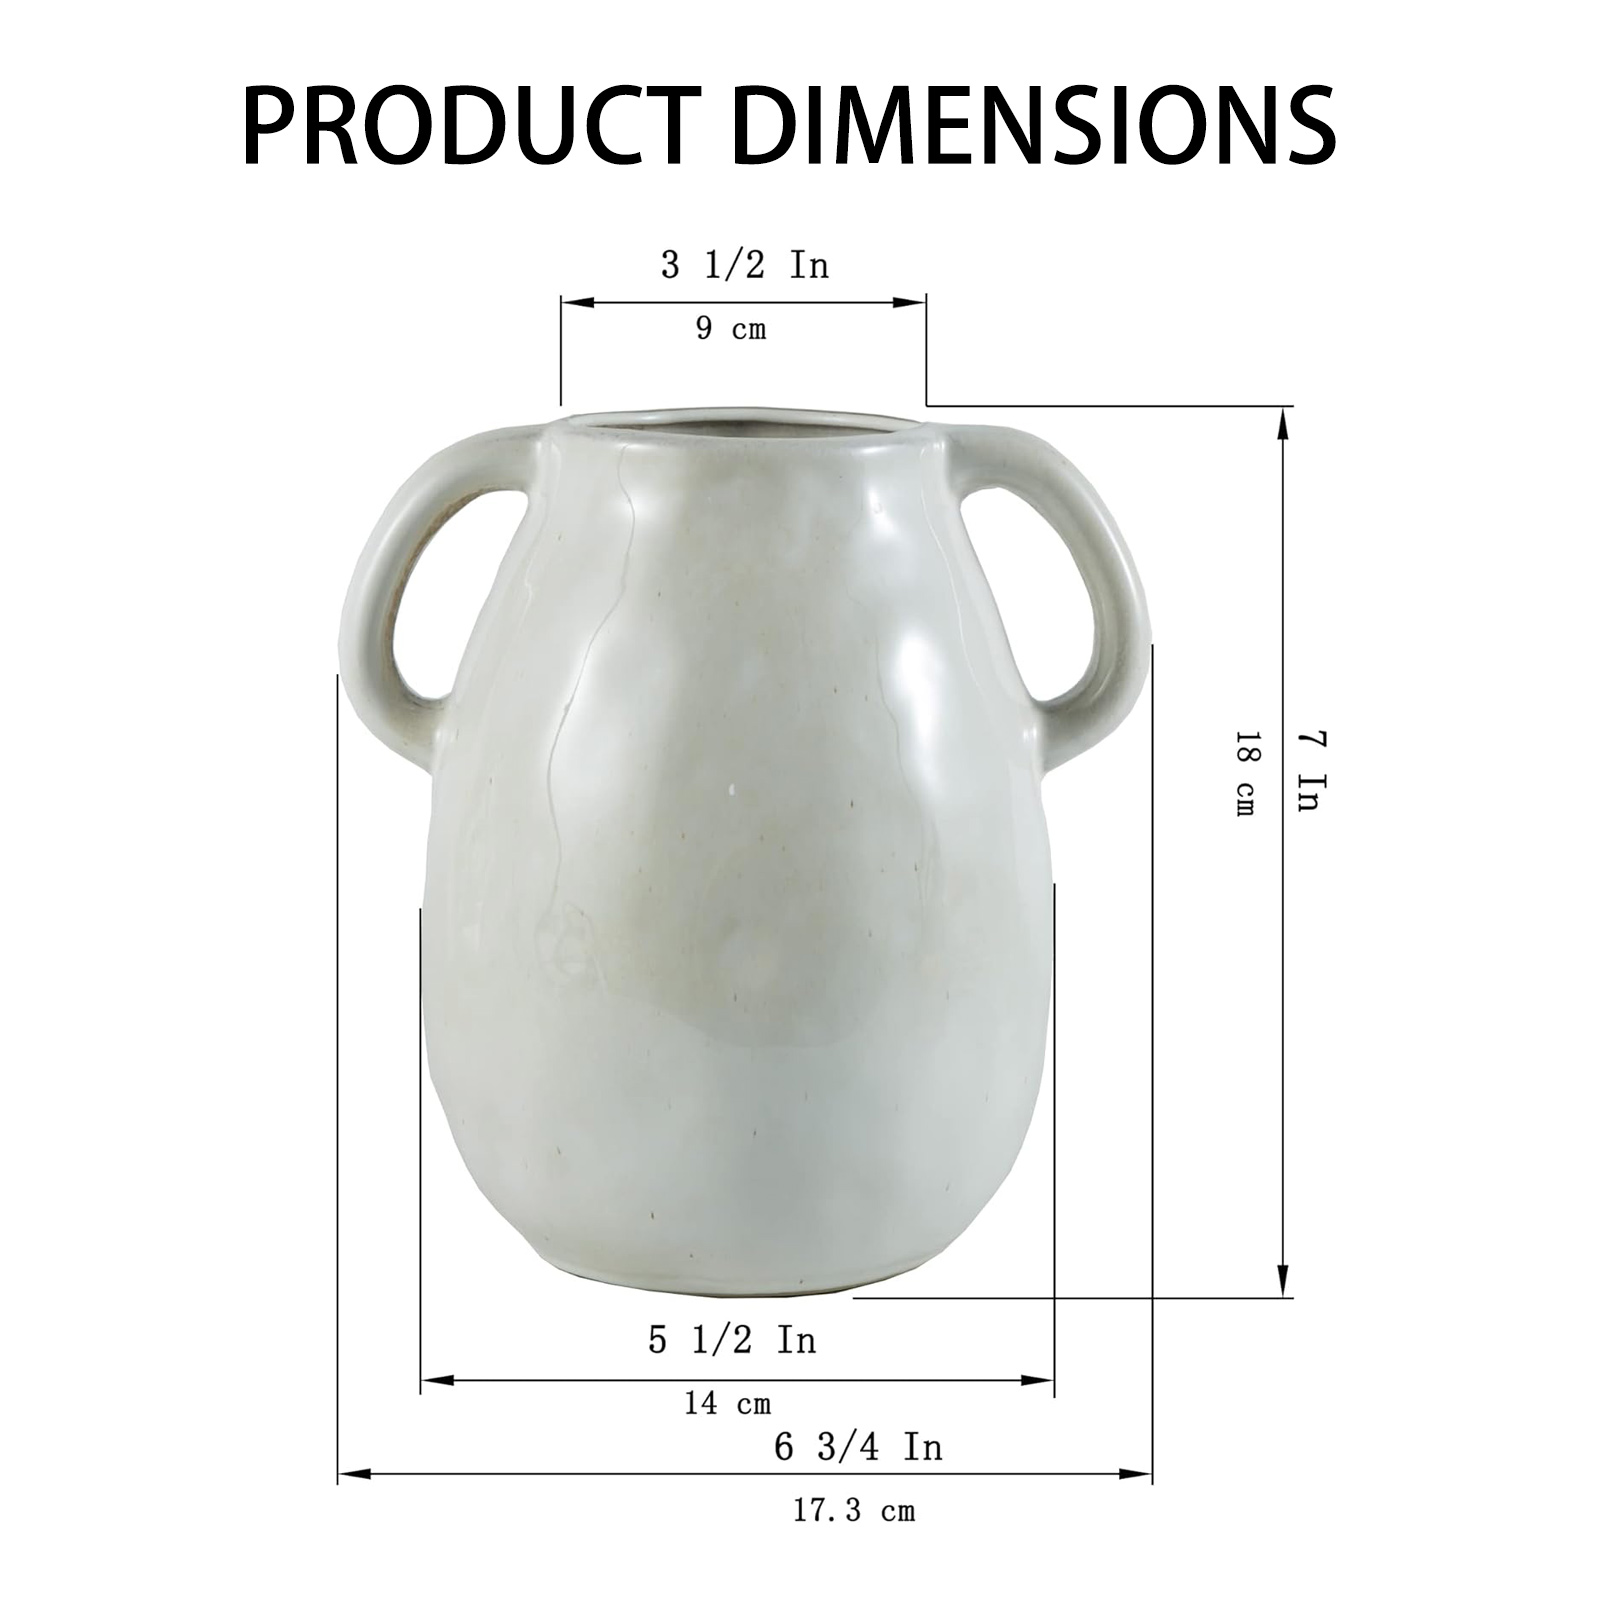 PRODUCT DIMENSIONS
3 1/2 In
9 cm
7 In
18 cm
5 1/2 In
14 cm
6 3/4 In
17.3 cm